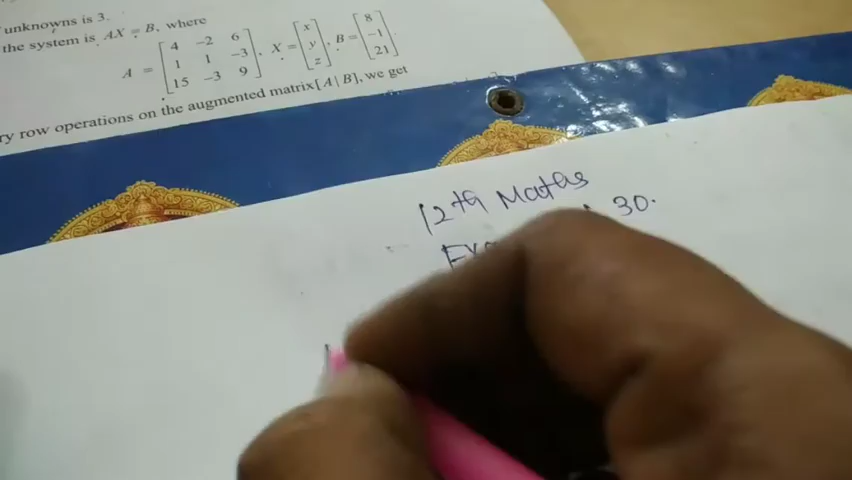 unknowns is 3.
the system is AX = B, where
A = [4 -2 6; 1 1 -3; 15 -3 9], X = [x; y; z], B = [8; -1; 21]
ry row operations on the augmented matrix [A | B], we get
12th Maths
30.